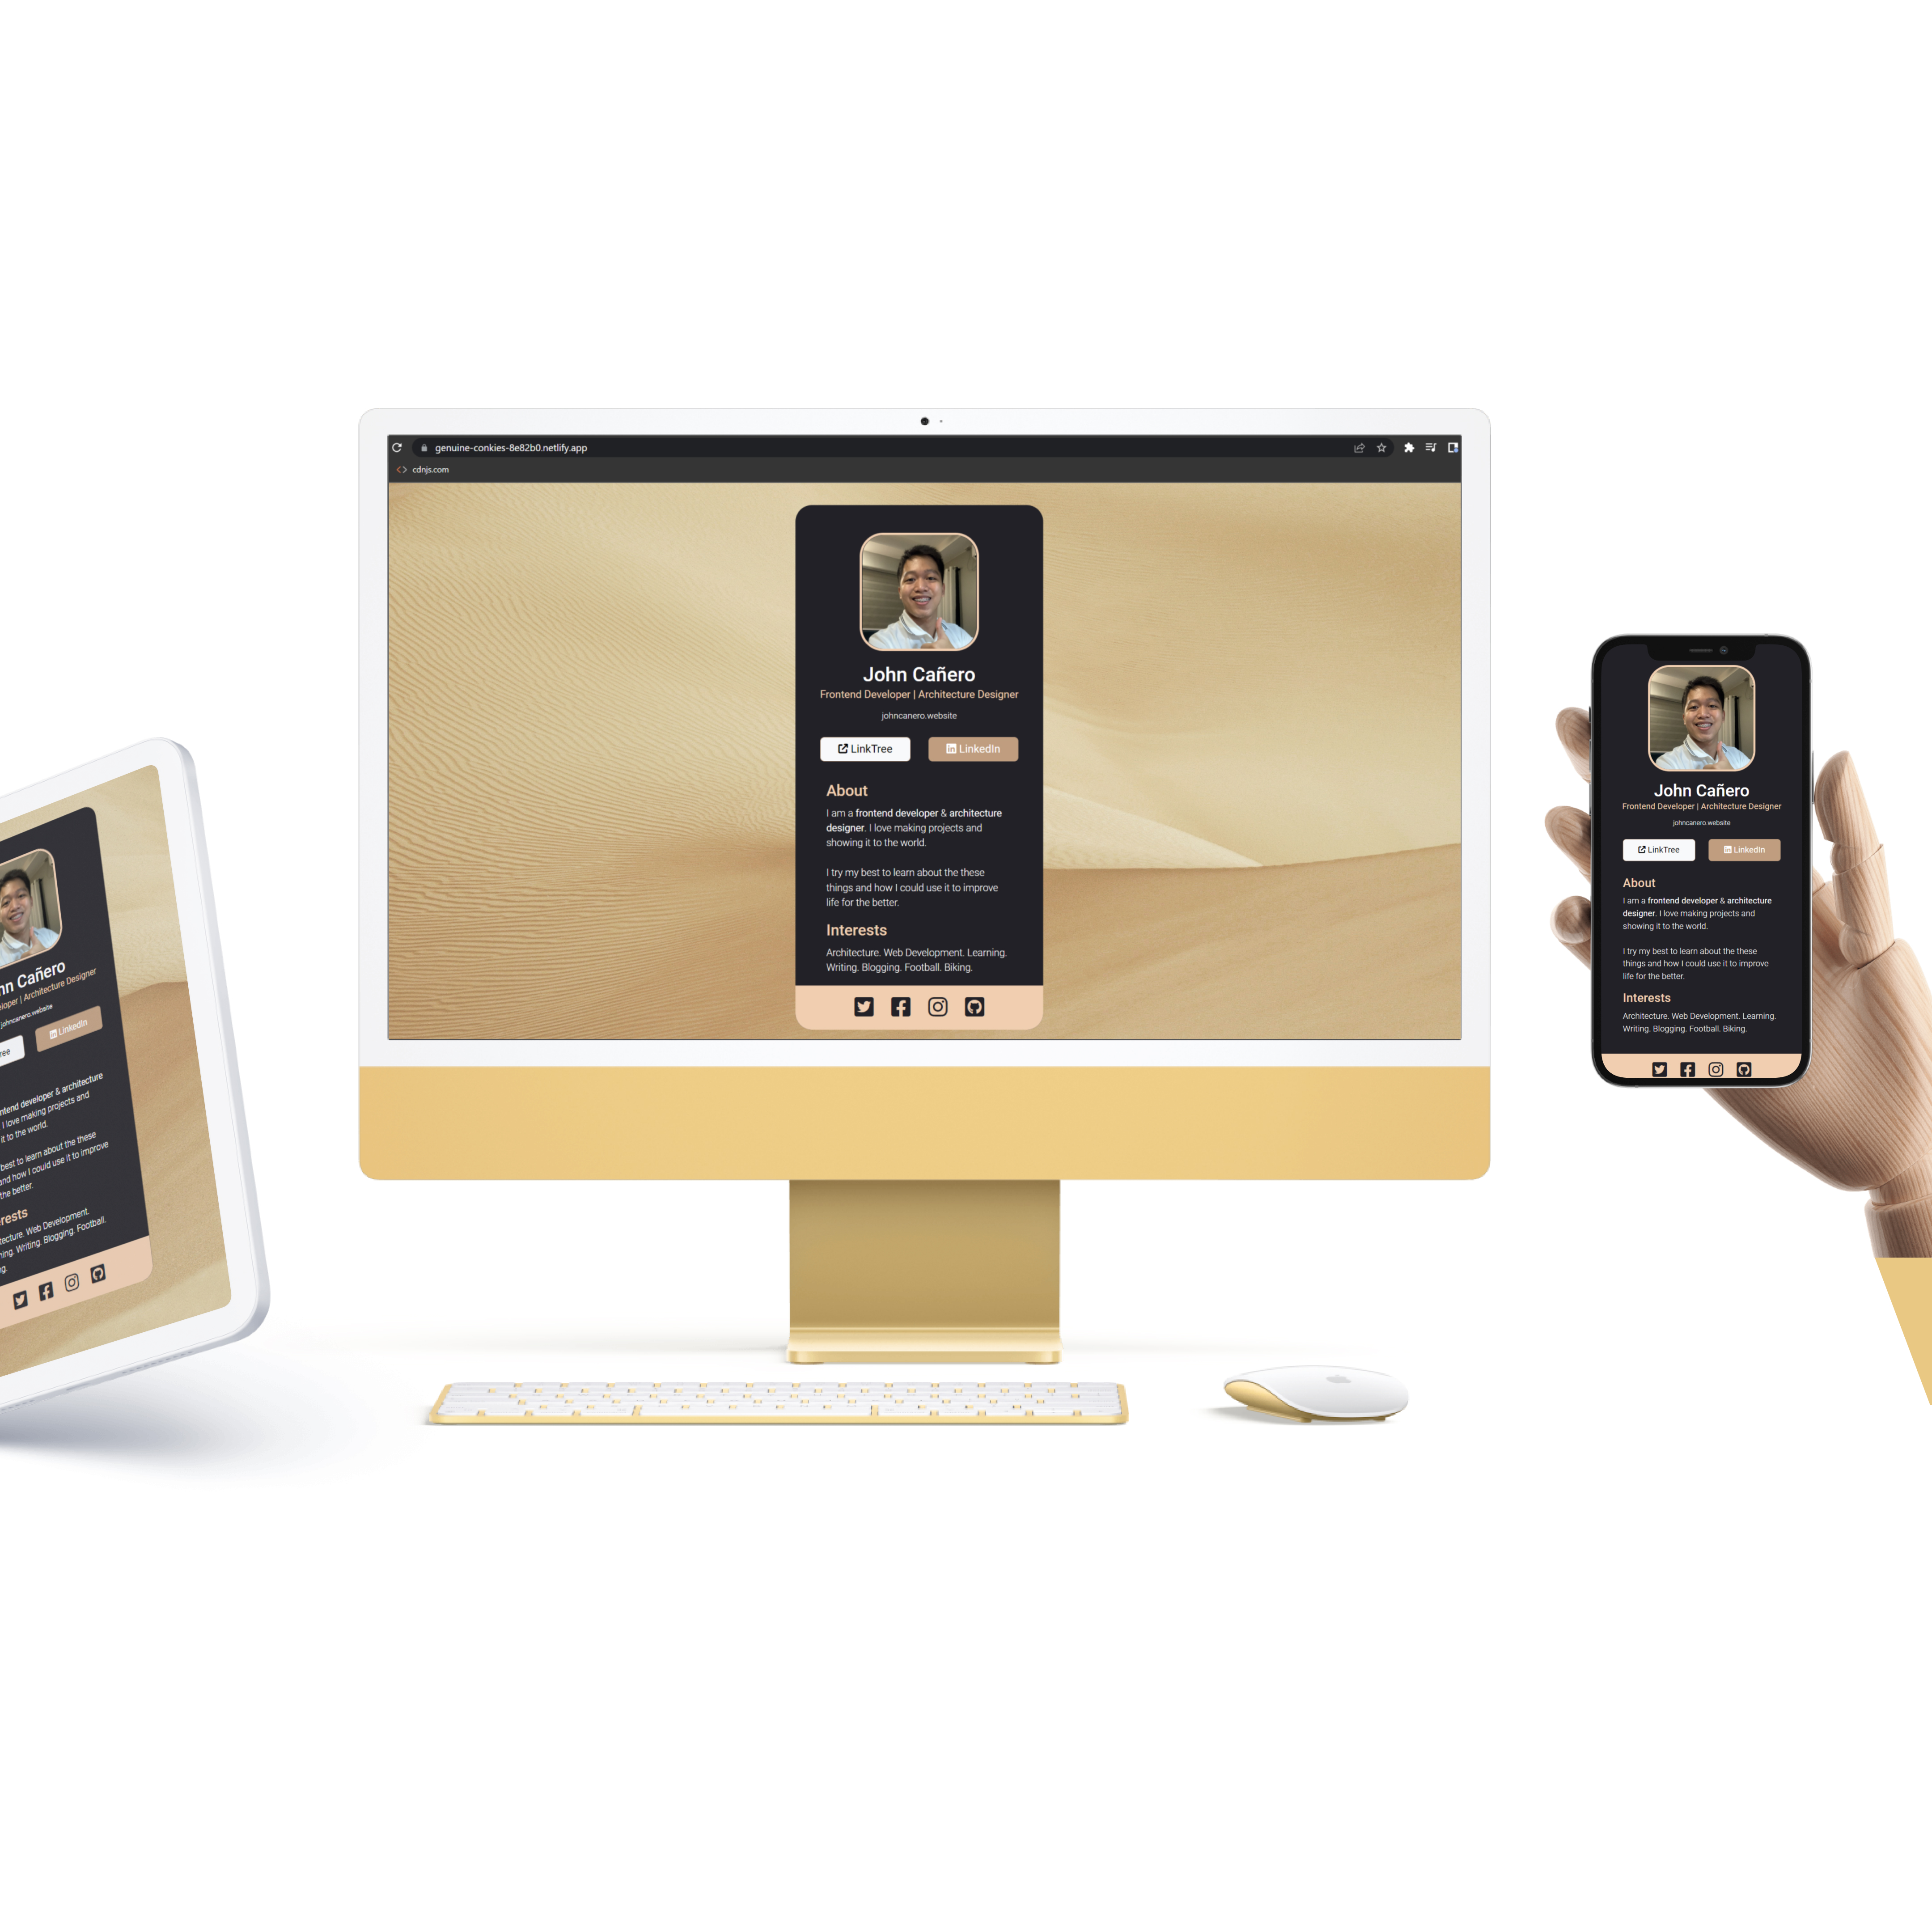 genuine-conkies-8e82b0.netlify.app
cdnjs.com
John Cañero
Frontend Developer | Architecture Designer
johncanero.website
LinkTree
LinkedIn
About
I am a frontend developer & architecture
designer. I love making projects and
showing it to the world.
I try my best to learn about the these
things and how I could use it to improve
life for the better.
Interests
Architecture. Web Development. Learning.
Writing. Blogging. Football. Biking.
hn Cañero
loper | Architecture Designer
johncanero.website
ree
LinkedIn
ntend developer & architecture
I love making projects and
it to the world.
best to learn about the these
and how I could use it to improve
the better.
rests
tecture. Web Development.
ning. Writing. Blogging. Football.
g.
John Cañero
Frontend Developer | Architecture Designer
johncanero.website
LinkTree
LinkedIn
About
I am a frontend developer & architecture
designer. I love making projects and
showing it to the world.
I try my best to learn about the these
things and how I could use it to improve
life for the better.
Interests
Architecture. Web Development. Learning.
Writing. Blogging. Football. Biking.